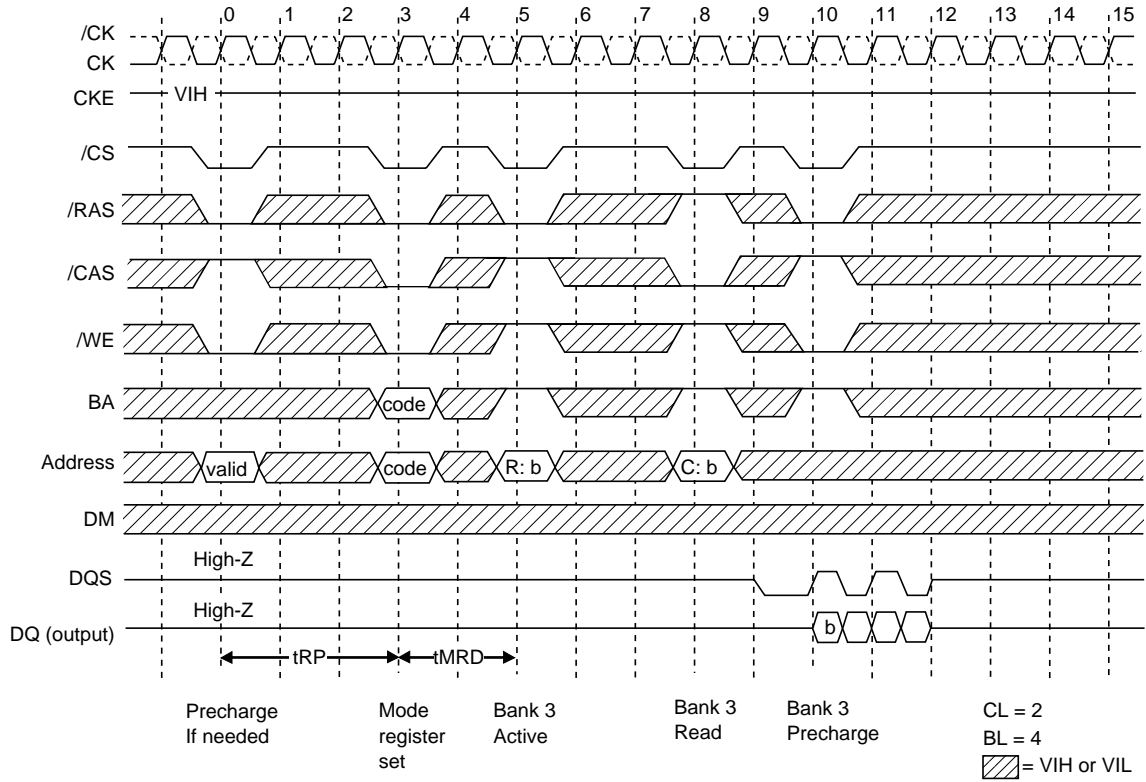 0 1 2 3 4 5 6 7 8 9 10 11 12 13 14 15
/CK
CK
CKE VIH
/CS
/RAS
/CAS
/WE
BA code
Address valid code R: b C: b
DM
High-Z
DQS
High-Z
DQ (output) b
tRP tMRD
Precharge
If needed
Mode
register
set
Bank 3
Active
Bank 3
Read
Bank 3
Precharge
CL = 2
BL = 4
= VIH or VIL